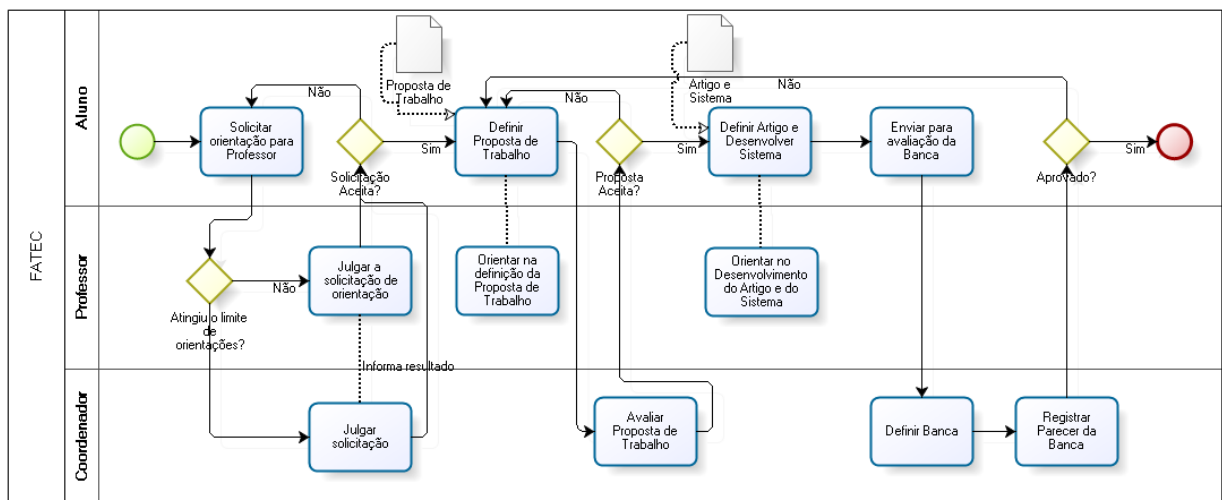 FATEC
Aluno
Proposta de
Trabalho
Artigo e
Sistema
Não
Não
Não
Solicitar
orientação para
Professor
Solicitação
Aceita?
Sim
Definir
Proposta de
Trabalho
Proposta
Aceita?
Sim
Definir Artigo e
Desenvolver
Sistema
Enviar para
avaliação da
Banca
Aprovado?
Sim
Professor
Atingiu o limite
de
orientações?
Não
Julgar a
solicitação de
orientação
Orientar na
definição da
Proposta de
Trabalho
Orientar no
Desenvolvimento
do Artigo e do
Sistema
Informa resultado
Coordenador
Julgar
solicitação
Avaliar
Proposta de
Trabalho
Definir Banca
Registrar
Parecer da
Banca